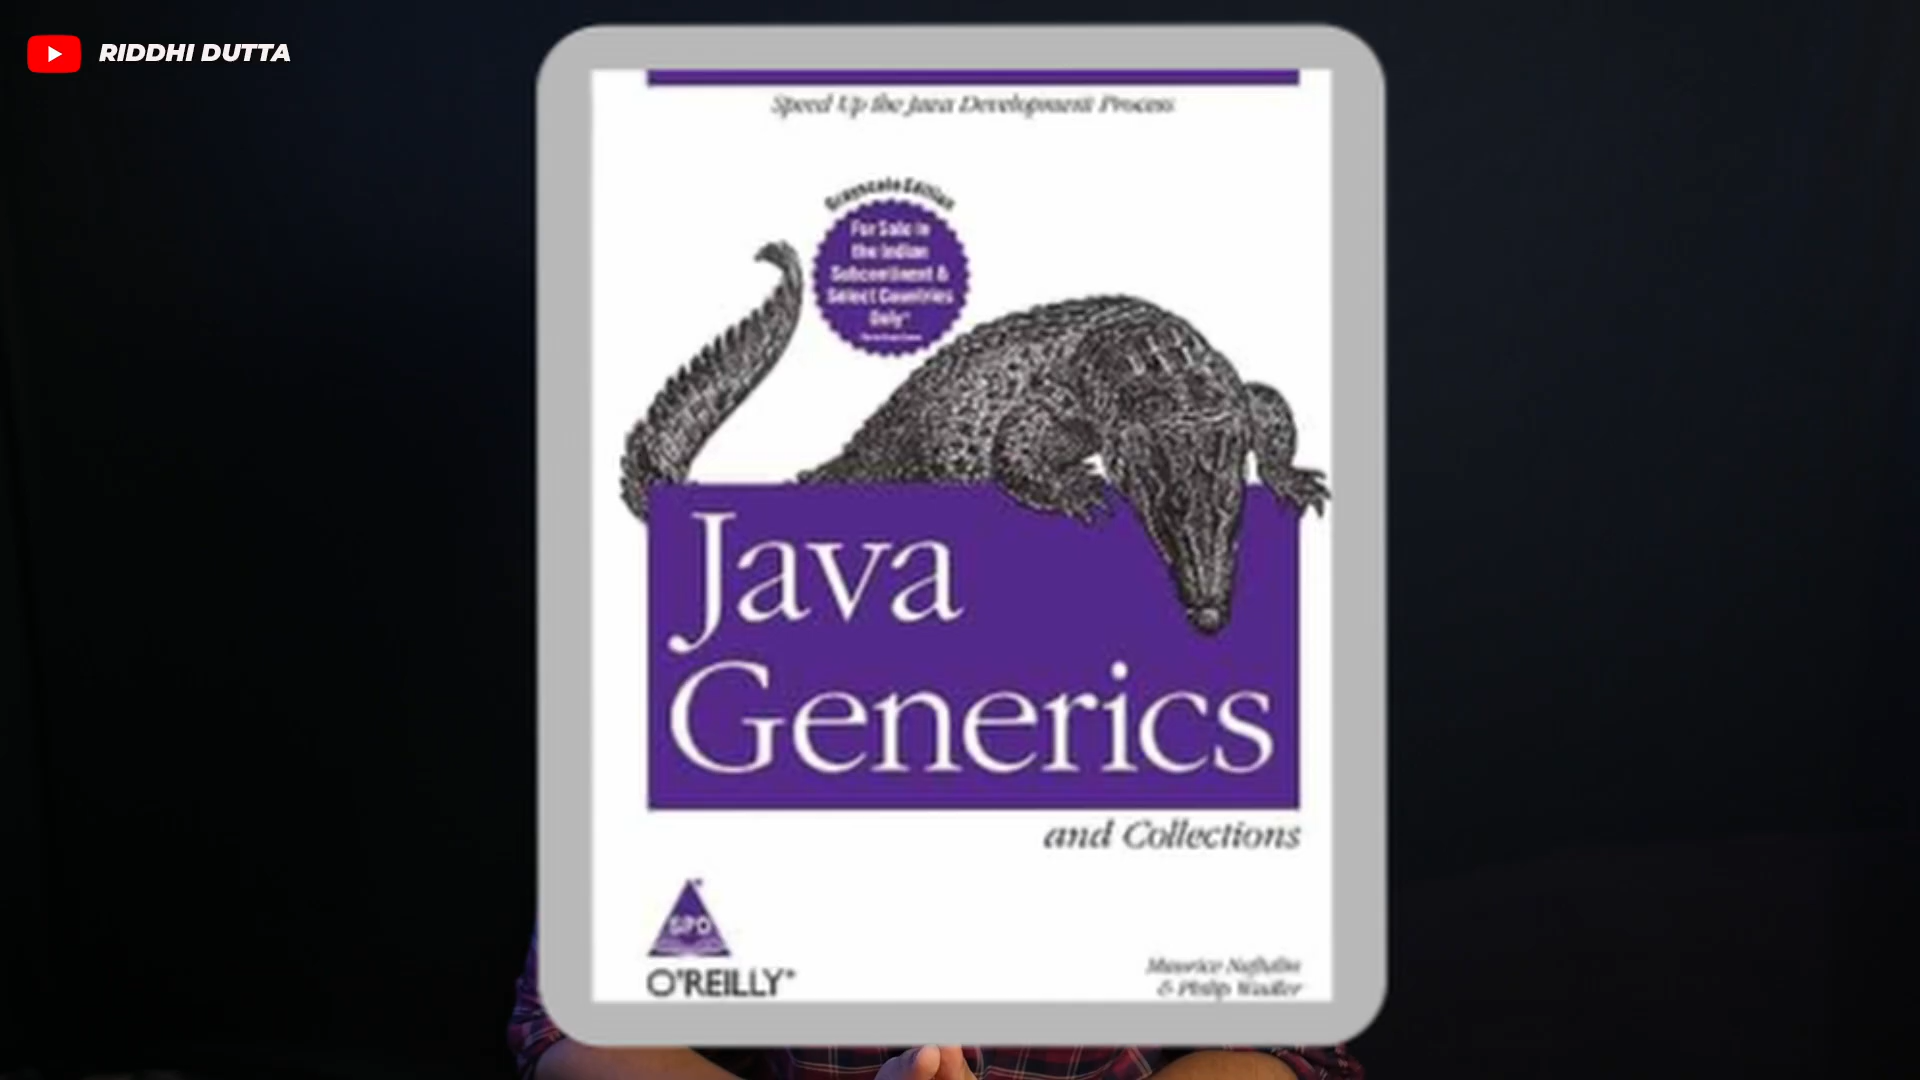 RIDDHI DUTTA
Speed Up the Java Development Process
Grayscale Edition
For Sale in
the Indian
Subcontinent &
Select Countries
Only*
Java
Generics
and Collections
SPD
O'REILLY®
Maurice Naftalin
& Philip Wadler